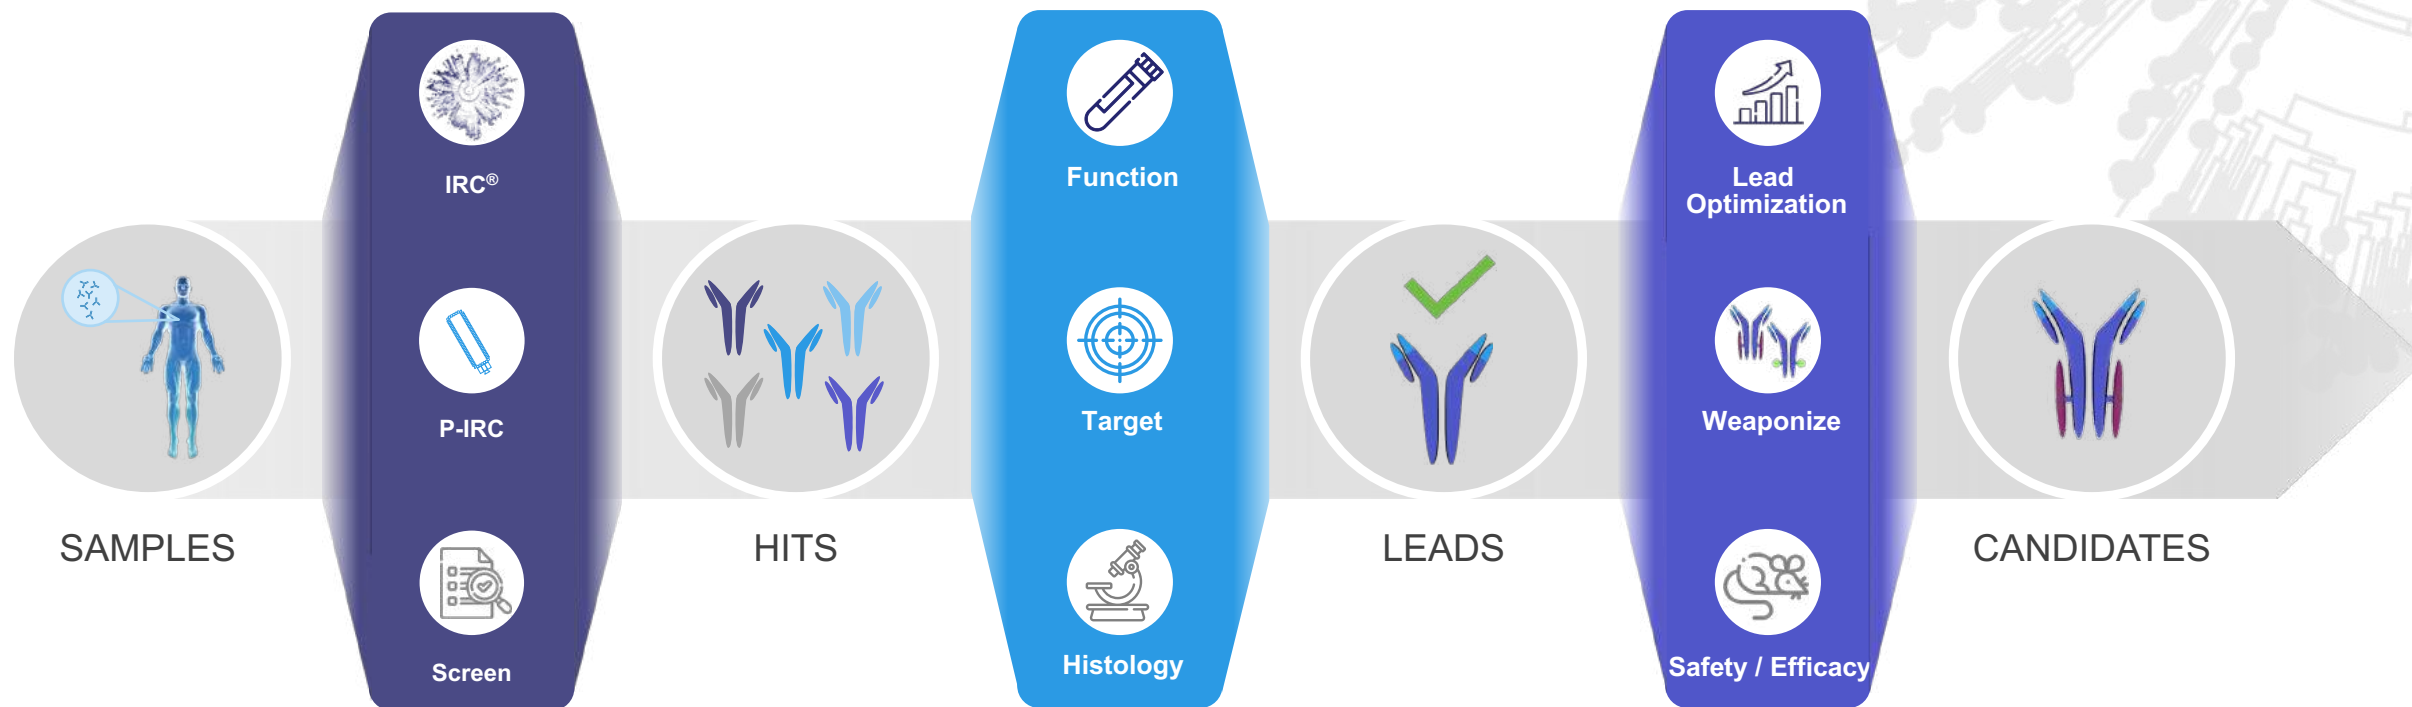 SAMPLES
IRC®
P-IRC
Screen
HITS
Function
Target
Histology
LEADS
Lead
Optimization
Weaponize
Safety / Efficacy
CANDIDATES